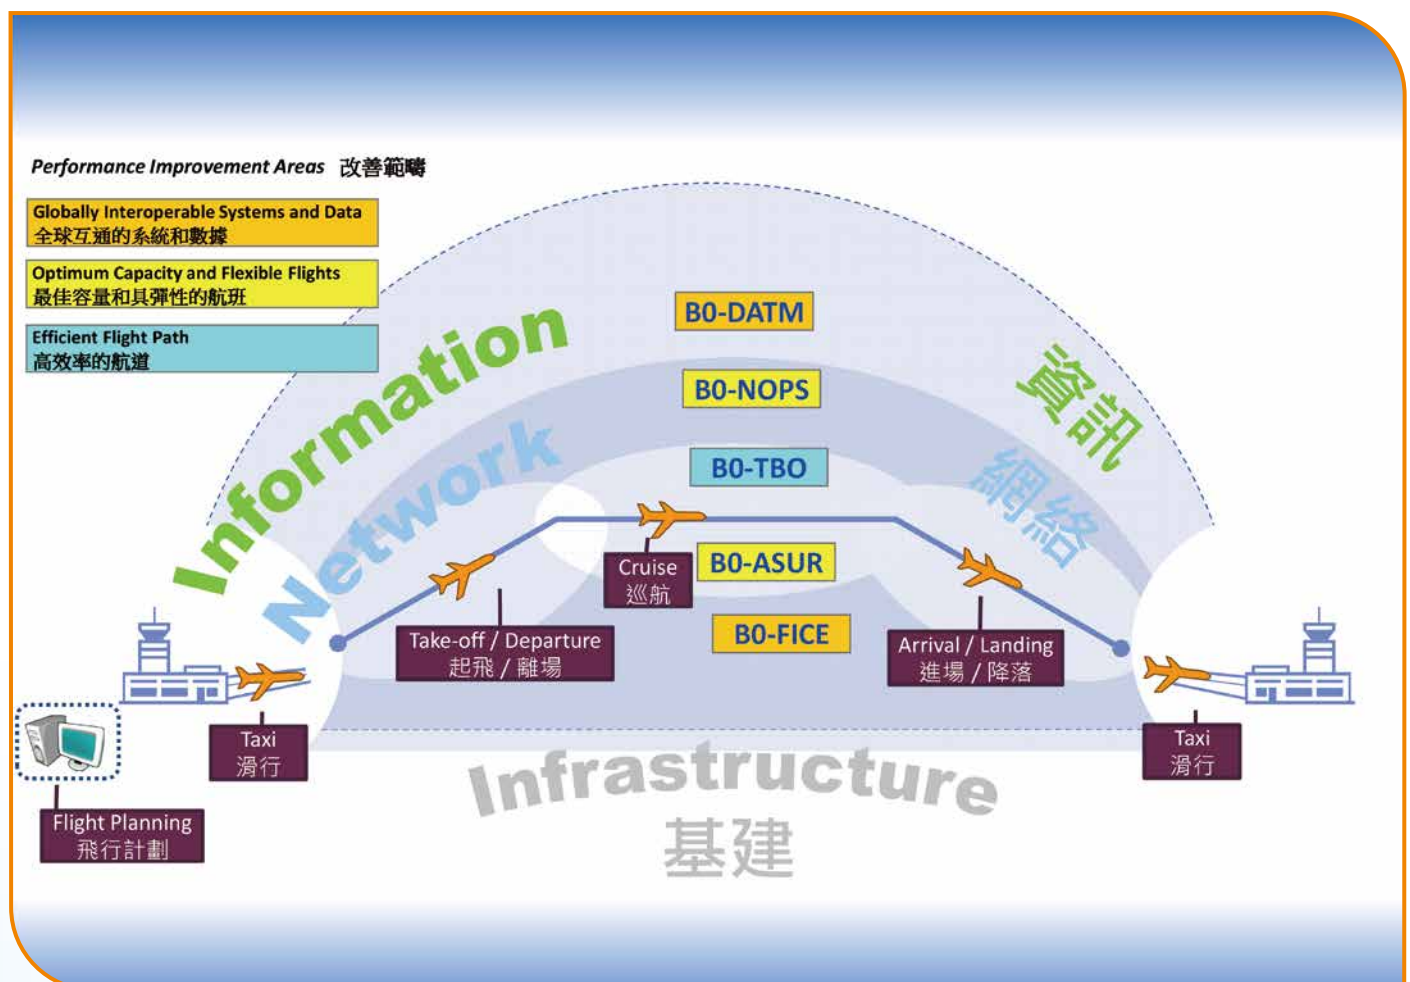 Performance Improvement Areas 改善範疇
Globally Interoperable Systems and Data
全球互通的系統和數據
Optimum Capacity and Flexible Flights
最佳容量和具彈性的航班
Efficient Flight Path
高效率的航道
Information
資訊
Network
網絡
B0-DATM
B0-NOPS
B0-TBO
B0-ASUR
B0-FICE
Cruise
巡航
Take-off / Departure
起飛 / 離場
Arrival / Landing
進場 / 降落
Taxi
滑行
Taxi
滑行
Flight Planning
飛行計劃
Infrastructure
基建